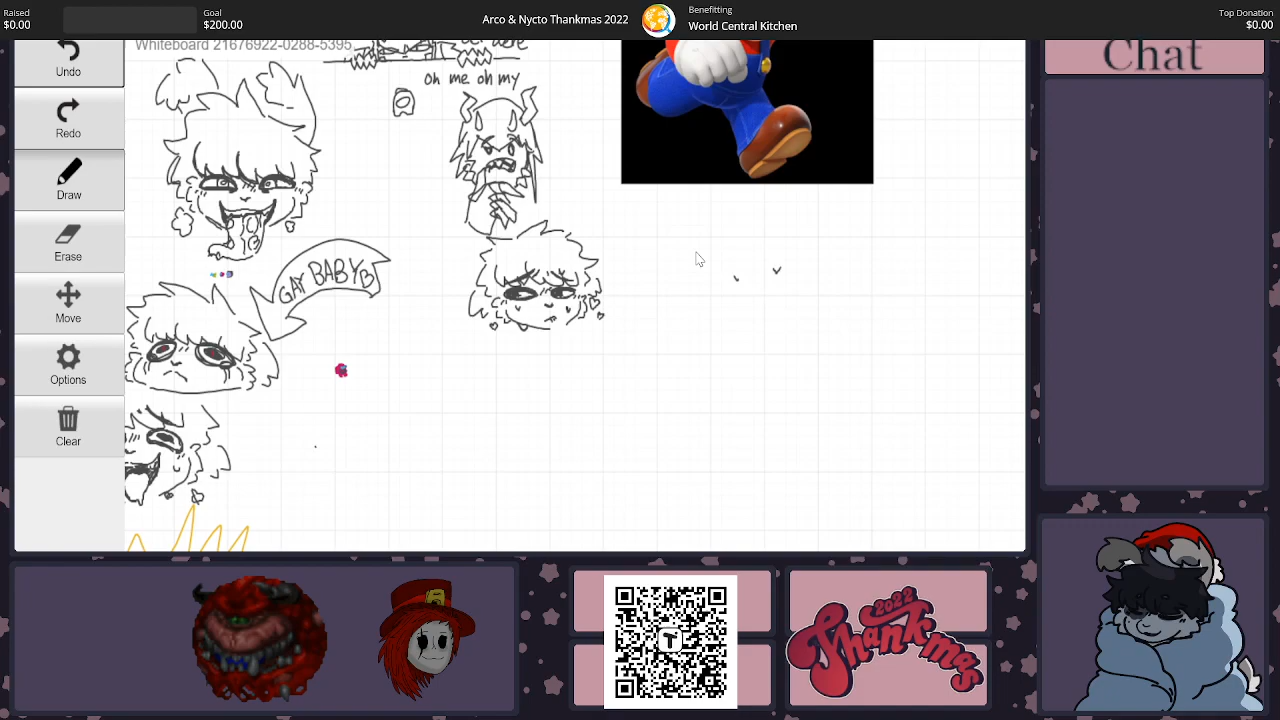 Raised
$0.00
Goal
$200.00
Arco & Nycto Thankmas 2022
Benefitting
World Central Kitchen
Top Donation
$0.00
Whiteboard 21676922-0288-5395
Undo
Redo
Draw
Erase
Move
Options
Clear
oh me oh my
GAY BABY B
Chat
T
2022
Thankmas